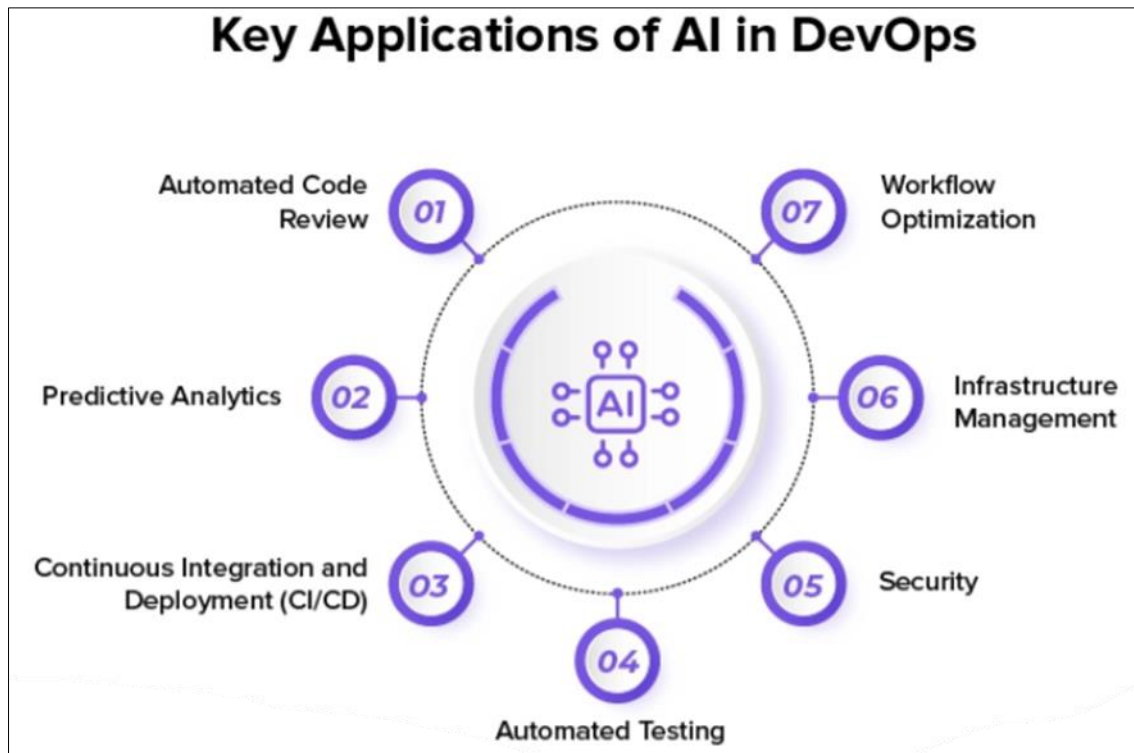 Key Applications of AI in DevOps
01
Automated Code
Review
02
Predictive Analytics
03
Continuous Integration and
Deployment (CI/CD)
04
Automated Testing
05
Security
06
Infrastructure
Management
07
Workflow
Optimization
AI